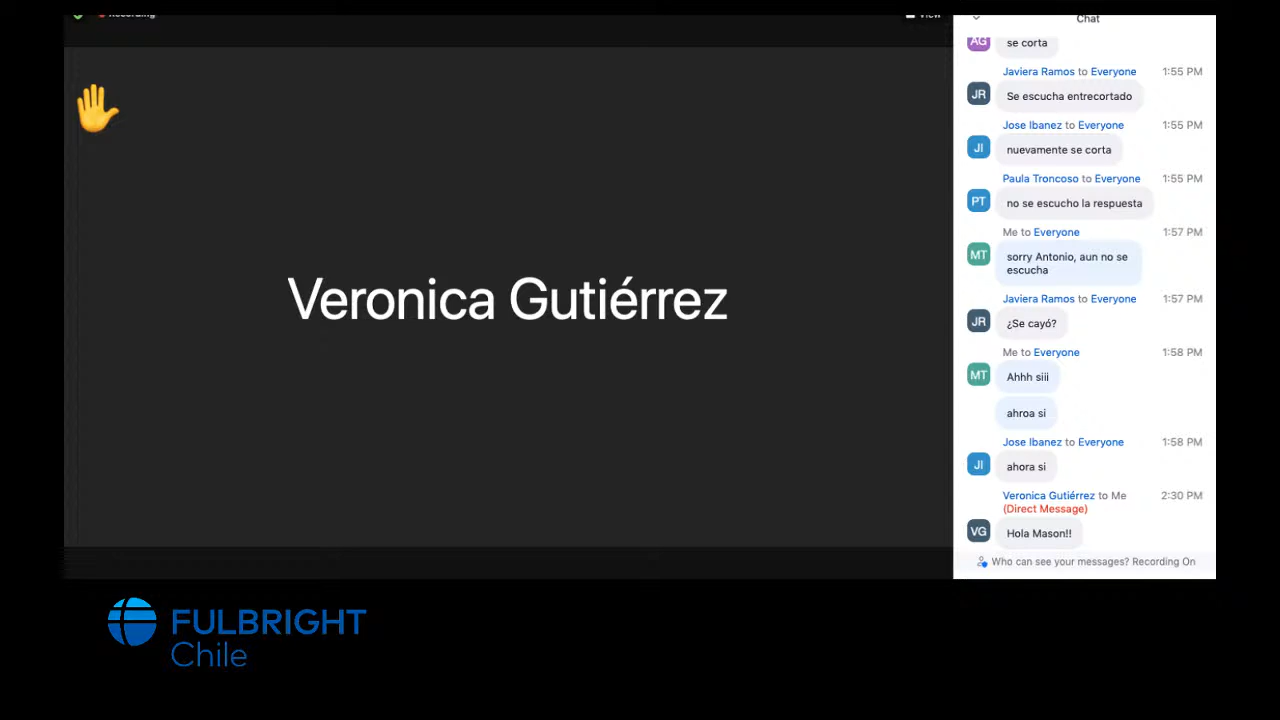 Recording
View
Chat
AG
se corta
Javiera Ramos to Everyone 1:55 PM
JR
Se escucha entrecortado
Jose Ibanez to Everyone 1:55 PM
JI
nuevamente se corta
Paula Troncoso to Everyone 1:55 PM
PT
no se escucho la respuesta
Me to Everyone 1:57 PM
MT
sorry Antonio, aun no se
escucha
Javiera Ramos to Everyone 1:57 PM
JR
¿Se cayó?
Me to Everyone 1:58 PM
MT
Ahhh siii
ahroa si
Jose Ibanez to Everyone 1:58 PM
JI
ahora si
Veronica Gutiérrez to Me 2:30 PM
(Direct Message)
VG
Hola Mason!!
Who can see your messages? Recording On
Veronica Gutiérrez
FULBRIGHT
Chile